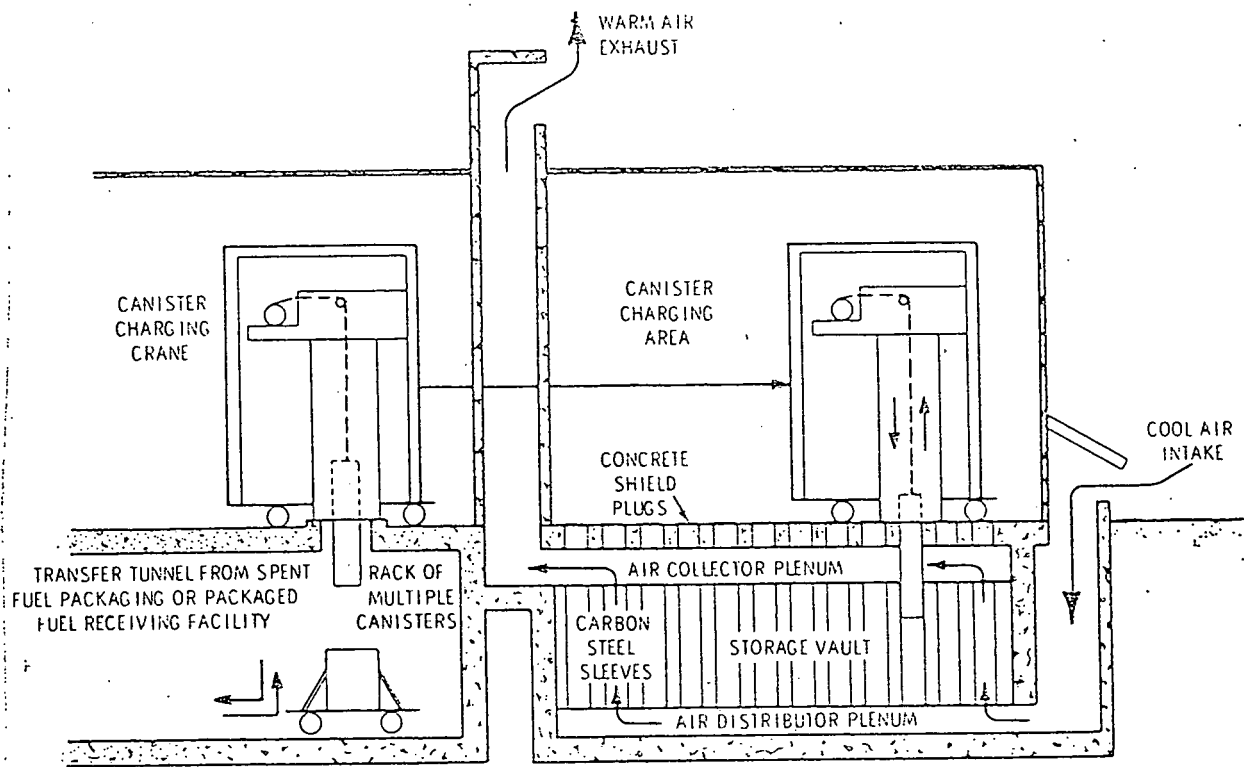 WARM AIR
EXHAUST
CANISTER
CHARGING
CRANE
CANISTER
CHARGING
AREA
COOL AIR
INTAKE
CONCRETE
SHIELD
PLUGS
TRANSFER TUNNEL FROM SPENT
FUEL PACKAGING OR PACKAGED
FUEL RECEIVING FACILITY
RACK OF
MULTIPLE
CANISTERS
AIR COLLECTOR PLENUM
CARBON
STEEL
SLEEVES
STORAGE VAULT
AIR DISTRIBUTOR PLENUM